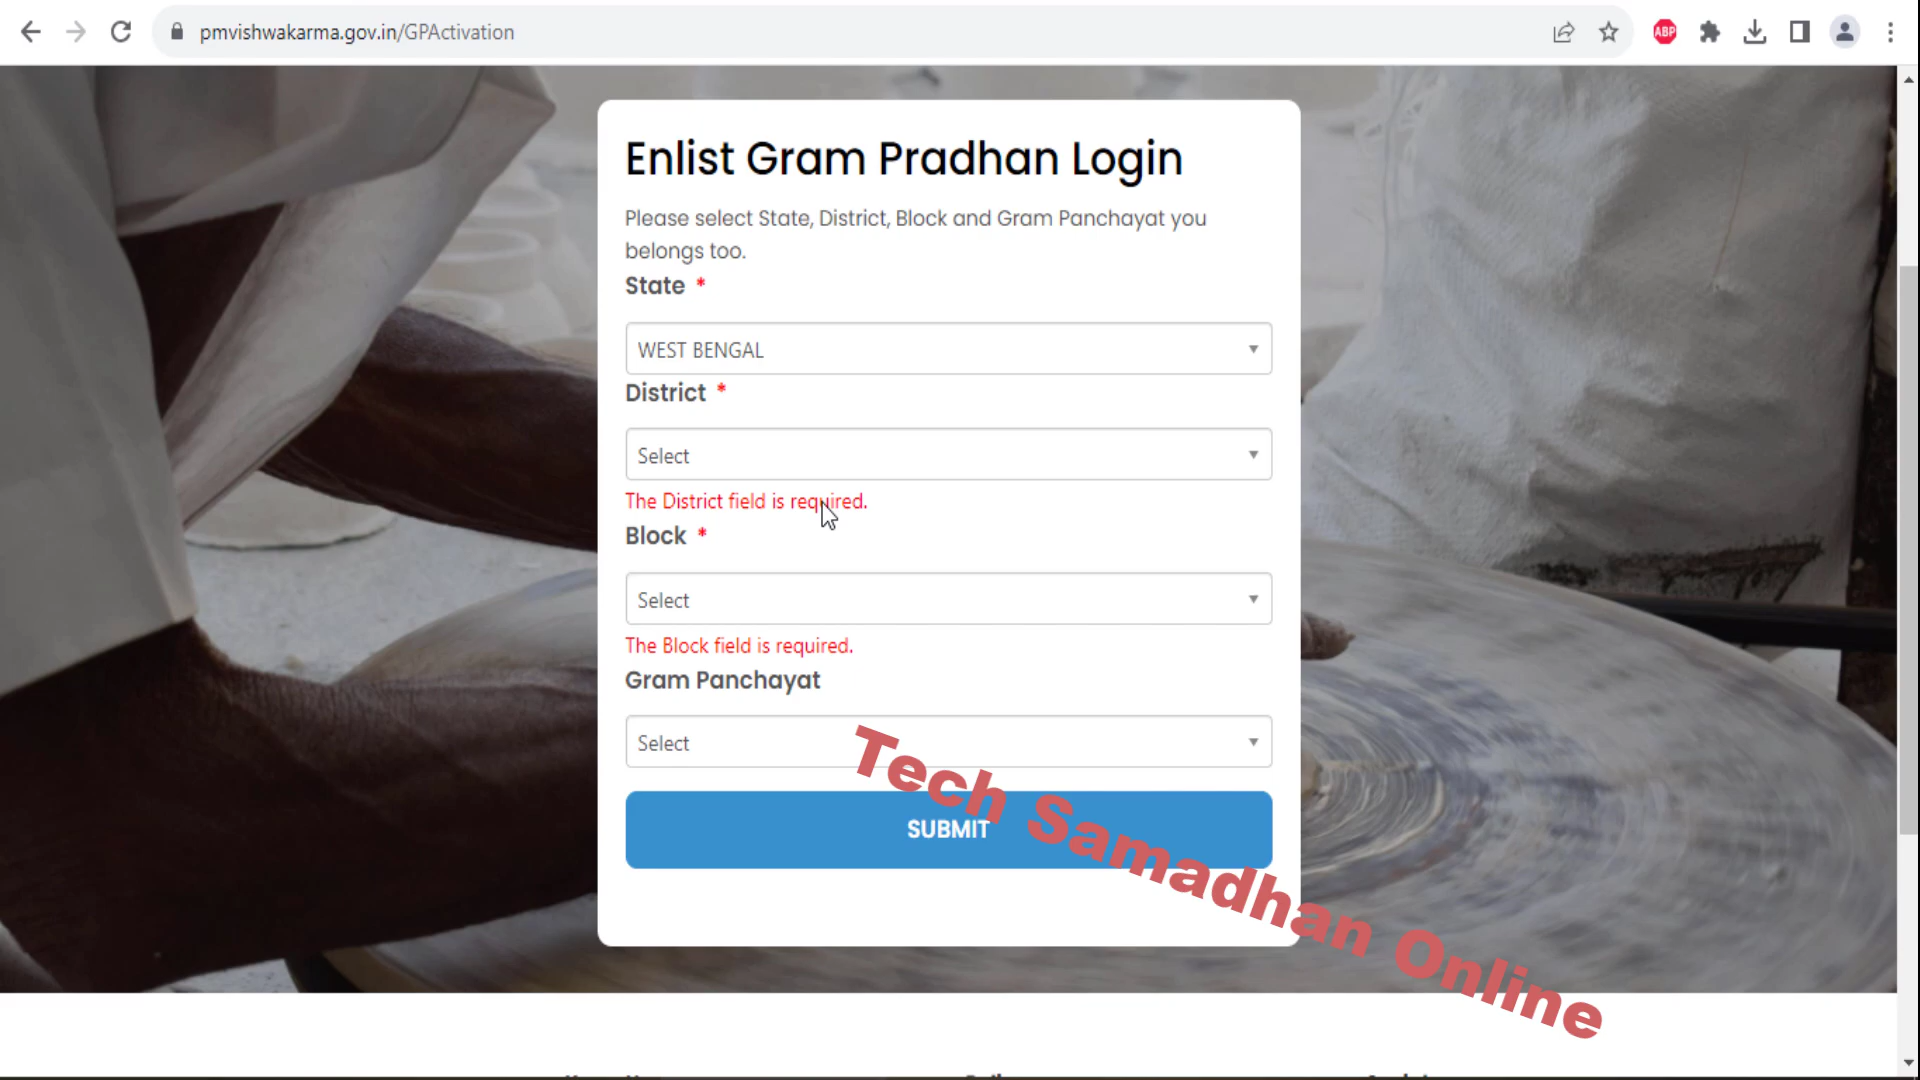 pmvishwakarma.gov.in/GPActivation
ABP
Enlist Gram Pradhan Login
Please select State, District, Block and Gram Panchayat you
belongs too.
State *
WEST BENGAL
District *
Select
The District field is required.
Block *
Select
The Block field is required.
Gram Panchayat
Select
SUBMIT
Tech Samadhan Online